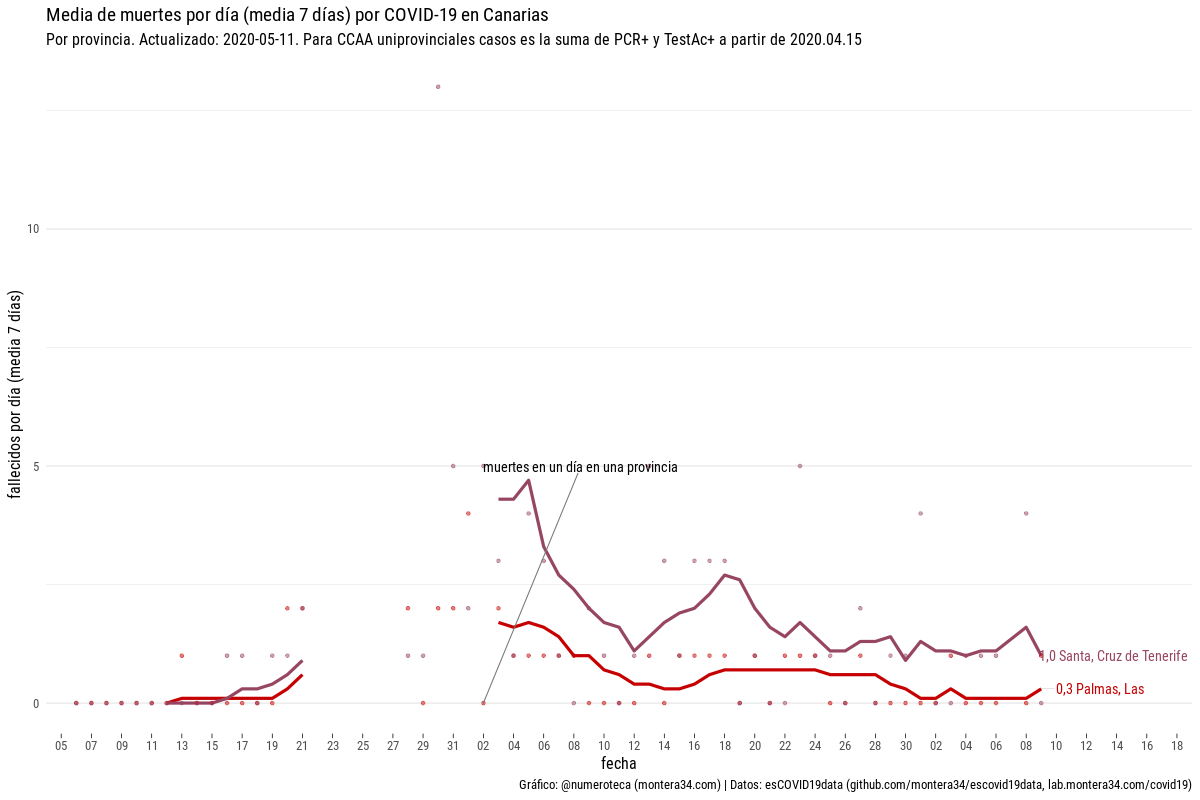 Media de muertes por día (media 7 días) por COVID-19 en Canarias
Por provincia. Actualizado: 2020-05-11. Para CCAA uniprovinciales casos es la suma de PCR+ y TestAc+ a partir de 2020.04.15
fallecidos por día (media 7 días)
10
5
0
muertes en un día en una provincia
1,0 Santa, Cruz de Tenerife
0,3 Palmas, Las
05 07 09 11 13 15 17 19 21 23 25 27 29 31 02 04 06 08 10 12 14 16 18 20 22 24 26 28 30 02 04 06 08 10 12 14 16 18
fecha
Gráfico: @numeroteca (montera34.com) | Datos: esCOVID19data (github.com/montera34/escovid19data, lab.montera34.com/covid19)